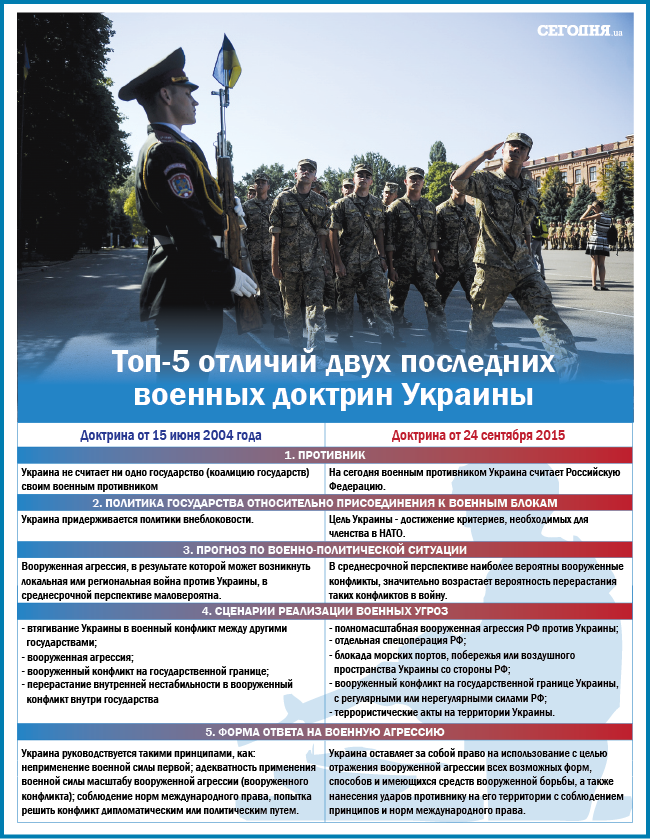 СЕГОДНЯ.ua
Топ-5 отличий двух последних
военных доктрин Украины
Доктрина от 15 июня 2004 года
Доктрина от 24 сентября 2015
1. ПРОТИВНИК
Украина не считает ни одно государство (коалицию государств)
своим военным противником
На сегодня военным противником Украина считает Российскую
Федерацию.
2. ПОЛИТИКА ГОСУДАРСТВА ОТНОСИТЕЛЬНО ПРИСОЕДИНЕНИЯ К ВОЕННЫМ БЛОКАМ
Украина придерживается политики внеблоковости.
Цель Украины - достижение критериев, необходимых для
членства в НАТО.
3. ПРОГНОЗ ПО ВОЕННО-ПОЛИТИЧЕСКОЙ СИТУАЦИИ
Вооруженная агрессия, в результате которой может возникнуть
локальная или региональная война против Украины, в
среднесрочной перспективе маловероятна.
В среднесрочной перспективе наиболее вероятны вооруженные
конфликты, значительно возрастает вероятность перерастания
таких конфликтов в войну.
4. СЦЕНАРИИ РЕАЛИЗАЦИИ ВОЕННЫХ УГРОЗ
- втягивание Украины в военный конфликт между другими
государствами;
- вооруженная агрессия;
- вооруженный конфликт на государственной границе;
- перерастание внутренней нестабильности в вооруженный
конфликт внутри государства
- полномасштабная вооруженная агрессия РФ против Украины;
- отдельная спецоперация РФ;
- блокада морских портов, побережья или воздушного
пространства Украины со стороны РФ;
- вооруженный конфликт на государственной границе Украины,
с регулярными или нерегулярными силами РФ;
- террористические акты на территории Украины.
5. ФОРМА ОТВЕТА НА ВОЕННУЮ АГРЕССИЮ
Украина руководствуется такими принципами, как:
неприменение военной силы первой; адекватность применения
военной силы масштабу вооруженной агрессии (вооруженного
конфликта); соблюдение норм международного права, попытка
решить конфликт дипломатическим или политическим путем.
Украина оставляет за собой право на использование с целью
отражения вооруженной агрессии всех возможных форм,
способов и имеющихся средств вооруженной борьбы, а также
нанесения ударов противнику на его территории с соблюдением
принципов и норм международного права.